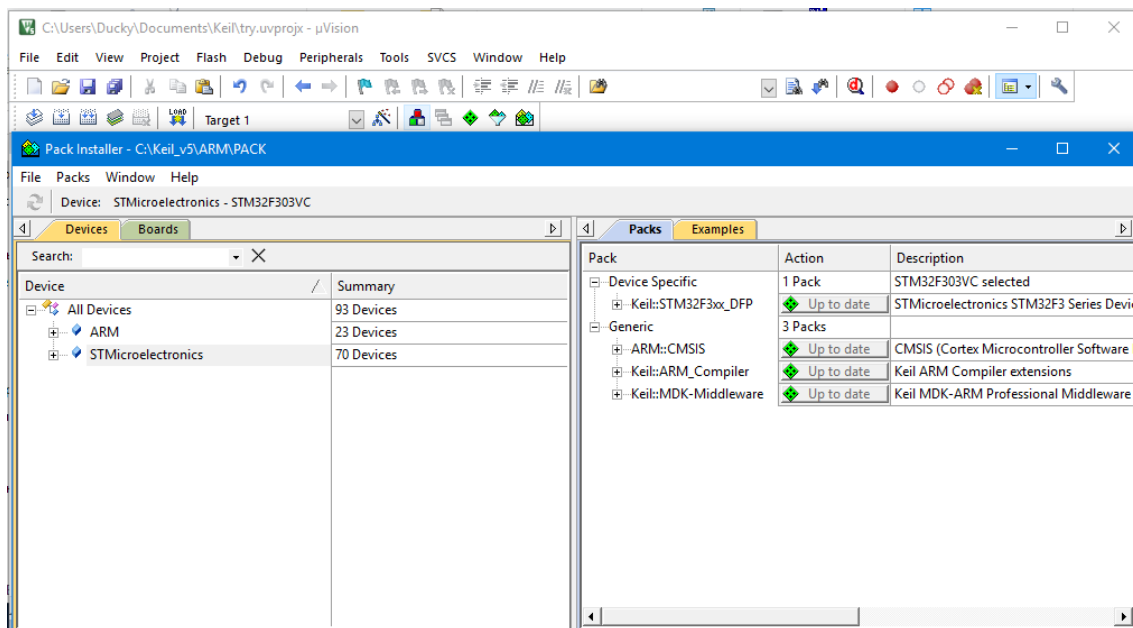 C:\Users\Ducky\Documents\Keil\try.uvprojx - µVision
File Edit View Project Flash Debug Peripherals Tools SVCS Window Help
LOAD Target 1
Pack Installer - C:\Keil_v5\ARM\PACK
File Packs Window Help
Device: STMicroelectronics - STM32F303VC
Devices Boards
Search:
Device Summary
All Devices 93 Devices
ARM 23 Devices
STMicroelectronics 70 Devices
Packs Examples
Pack Action Description
Device Specific 1 Pack STM32F303VC selected
Keil::STM32F3xx_DFP Up to date STMicroelectronics STM32F3 Series Devi
Generic 3 Packs
ARM::CMSIS Up to date CMSIS (Cortex Microcontroller Software
Keil::ARM_Compiler Up to date Keil ARM Compiler extensions
Keil::MDK-Middleware Up to date Keil MDK-ARM Professional Middleware